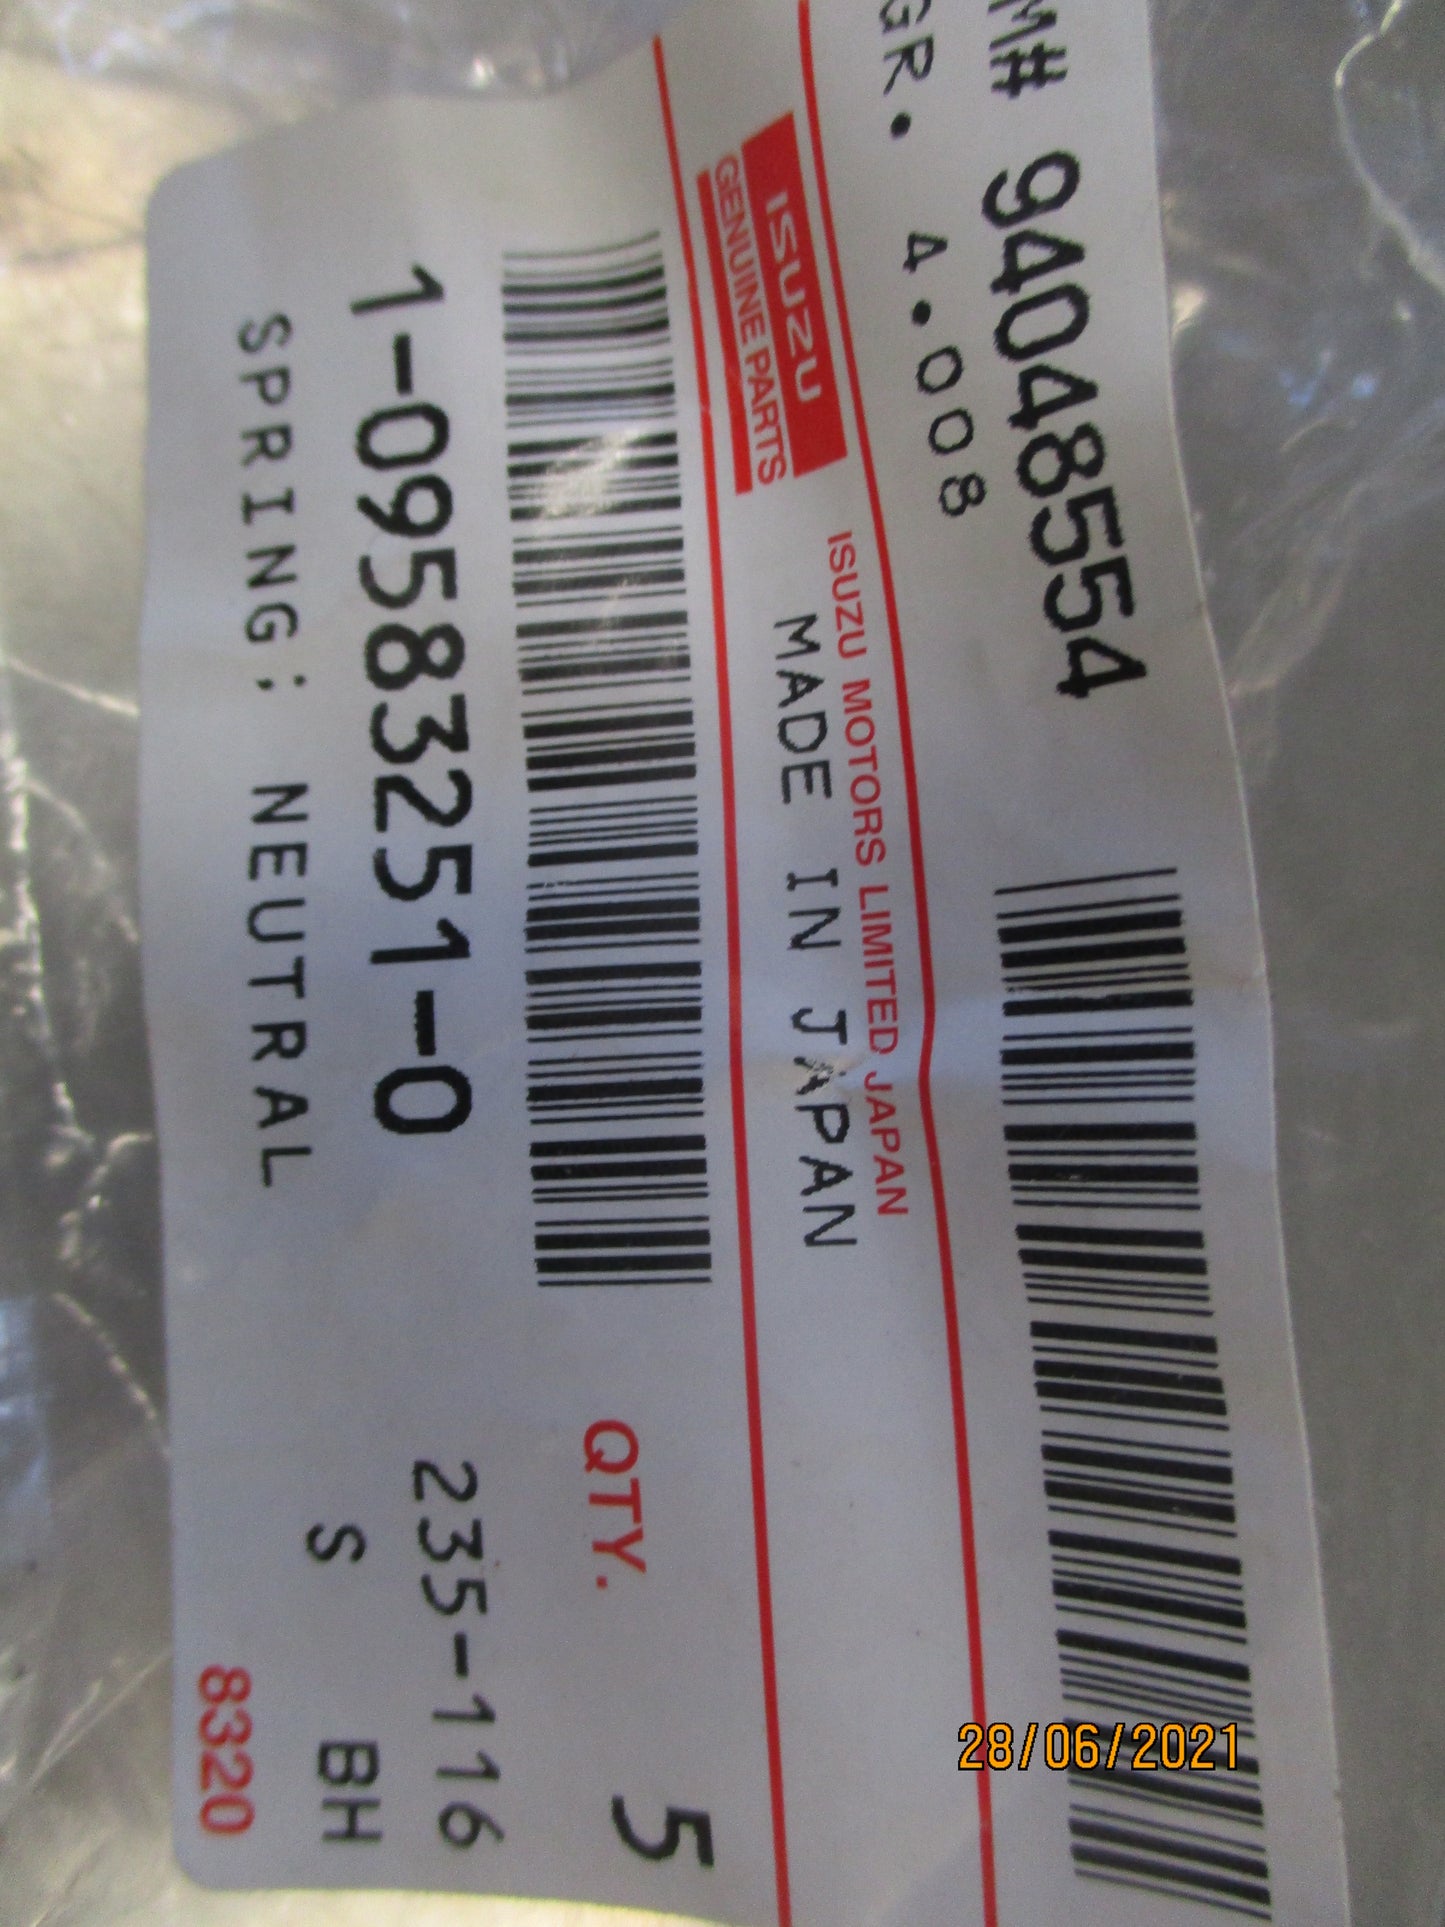 M# 94048554
GR. 4.008
ISUZU
GENUINE PARTS
ISUZU MOTORS LIMITED JAPAN
MADE IN JAPAN
QTY. 5
1-09583251-0
235-116
SPRING; NEUTRAL
S BH
8320
28/06/2021